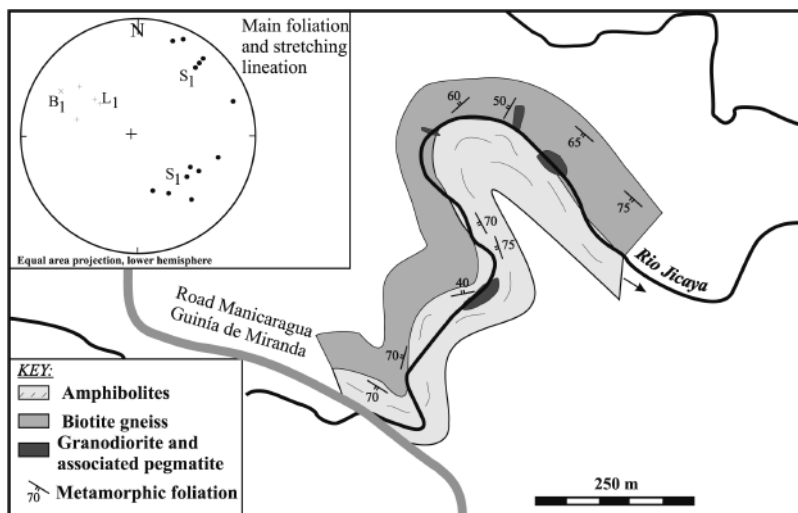 N
Main foliation
and stretching
lineation
S1
B1
L1
S1
Equal area projection, lower hemisphere
60
50
65
75
70
75
Rio Jicaya
40
Road Manicaragua
Guinía de Miranda
70
70
KEY:
Amphibolites
Biotite gneiss
Granodiorite and
associated pegmatite
70
Metamorphic foliation
250 m